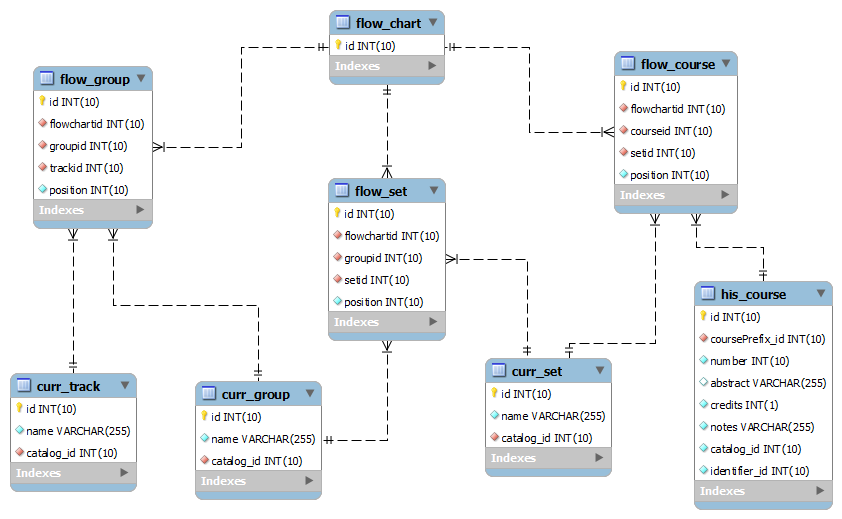 flow_chart
id INT(10)
Indexes
flow_group
id INT(10)
flowchartid INT(10)
groupid INT(10)
trackid INT(10)
position INT(10)
Indexes
flow_course
id INT(10)
flowchartid INT(10)
courseid INT(10)
setid INT(10)
position INT(10)
Indexes
flow_set
id INT(10)
flowchartid INT(10)
groupid INT(10)
setid INT(10)
position INT(10)
Indexes
his_course
id INT(10)
coursePrefix_id INT(10)
number INT(10)
abstract VARCHAR(255)
credits INT(1)
notes VARCHAR(255)
catalog_id INT(10)
identifier_id INT(10)
Indexes
curr_track
id INT(10)
name VARCHAR(255)
catalog_id INT(10)
Indexes
curr_group
id INT(10)
name VARCHAR(255)
catalog_id INT(10)
Indexes
curr_set
id INT(10)
name VARCHAR(255)
catalog_id INT(10)
Indexes